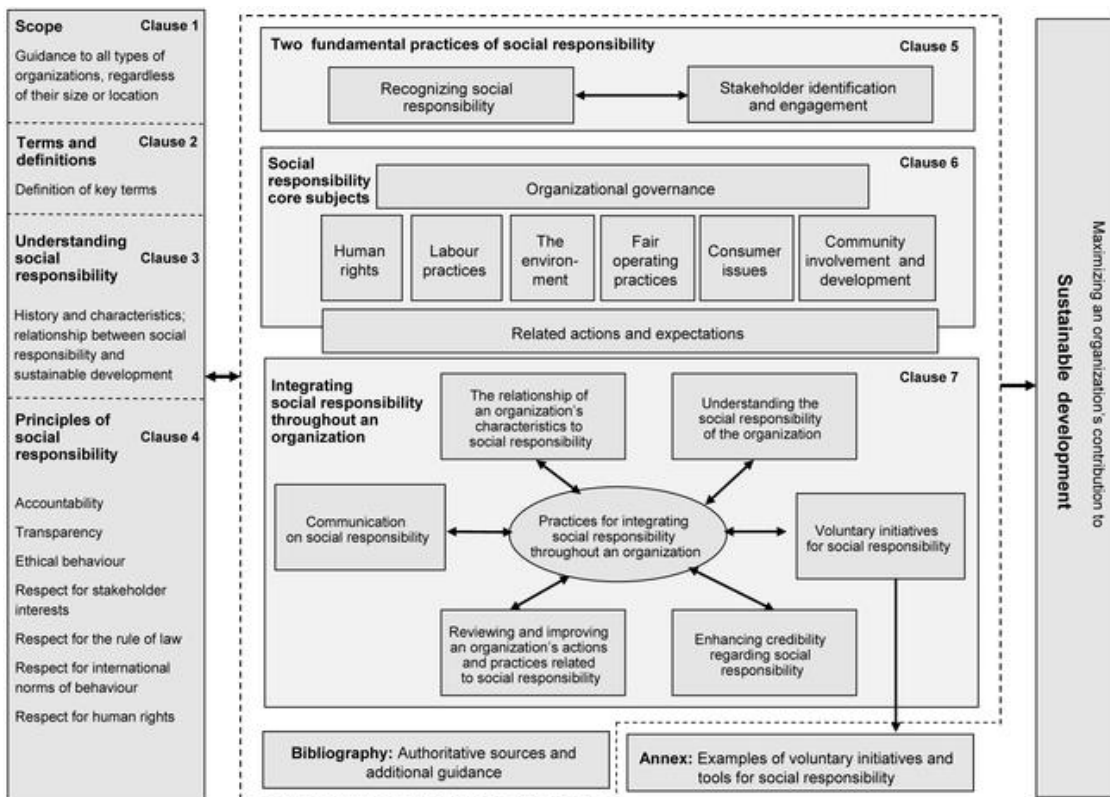 Scope Clause 1
Guidance to all types of
organizations, regardless
of their size or location
Terms and Clause 2
definitions
Definition of key terms
Understanding
social Clause 3
responsibility
History and characteristics;
relationship between social
responsibility and
sustainable development
Principles of
social Clause 4
responsibility
Accountability
Transparency
Ethical behaviour
Respect for stakeholder
interests
Respect for the rule of law
Respect for international
norms of behaviour
Respect for human rights
Two fundamental practices of social responsibility Clause 5
Recognizing social
responsibility
Stakeholder identification
and engagement
Social Clause 6
responsibility
core subjects
Organizational governance
Human
rights
Labour
practices
The
environ-
ment
Fair
operating
practices
Consumer
issues
Community
involvement and
development
Related actions and expectations
Integrating Clause 7
social responsibility
throughout an
organization
The relationship of
an organization's
characteristics to
social responsibility
Understanding the
social responsibility
of the organization
Communication
on social responsibility
Practices for integrating
social responsibility
throughout an organization
Voluntary initiatives
for social responsibility
Reviewing and improving
an organization's actions
and practices related
to social responsibility
Enhancing credibility
regarding social
responsibility
Bibliography: Authoritative sources and
additional guidance
Annex: Examples of voluntary initiatives and
tools for social responsibility
Maximizing an organization's contribution to
Sustainable development